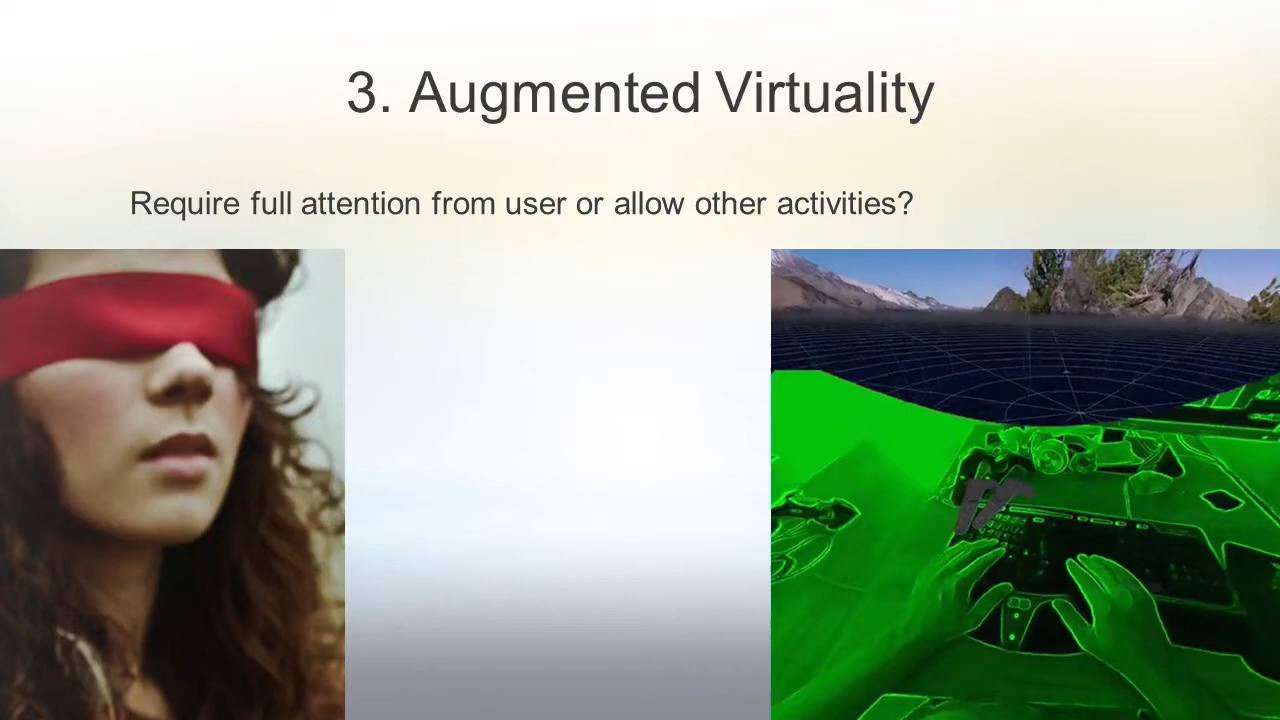 3. Augmented Virtuality
Require full attention from user or allow other activities?